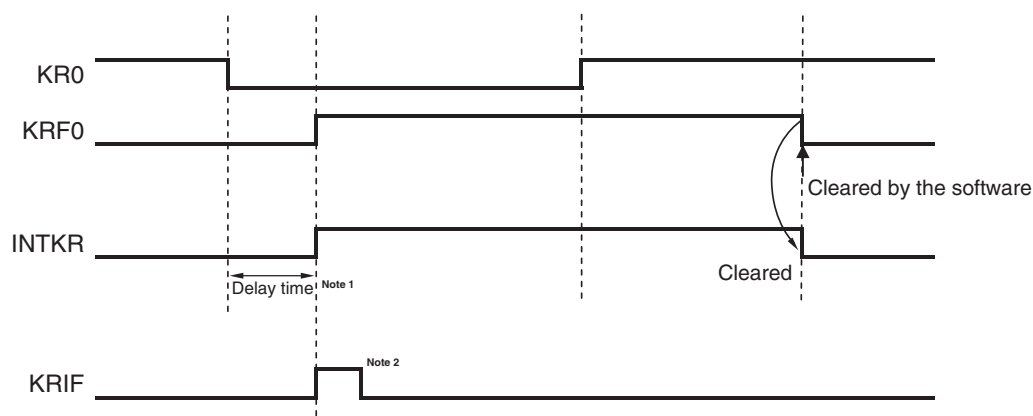 KR0
KRF0
Cleared by the software
INTKR
Cleared
Delay time Note 1
Note 2
KRIF